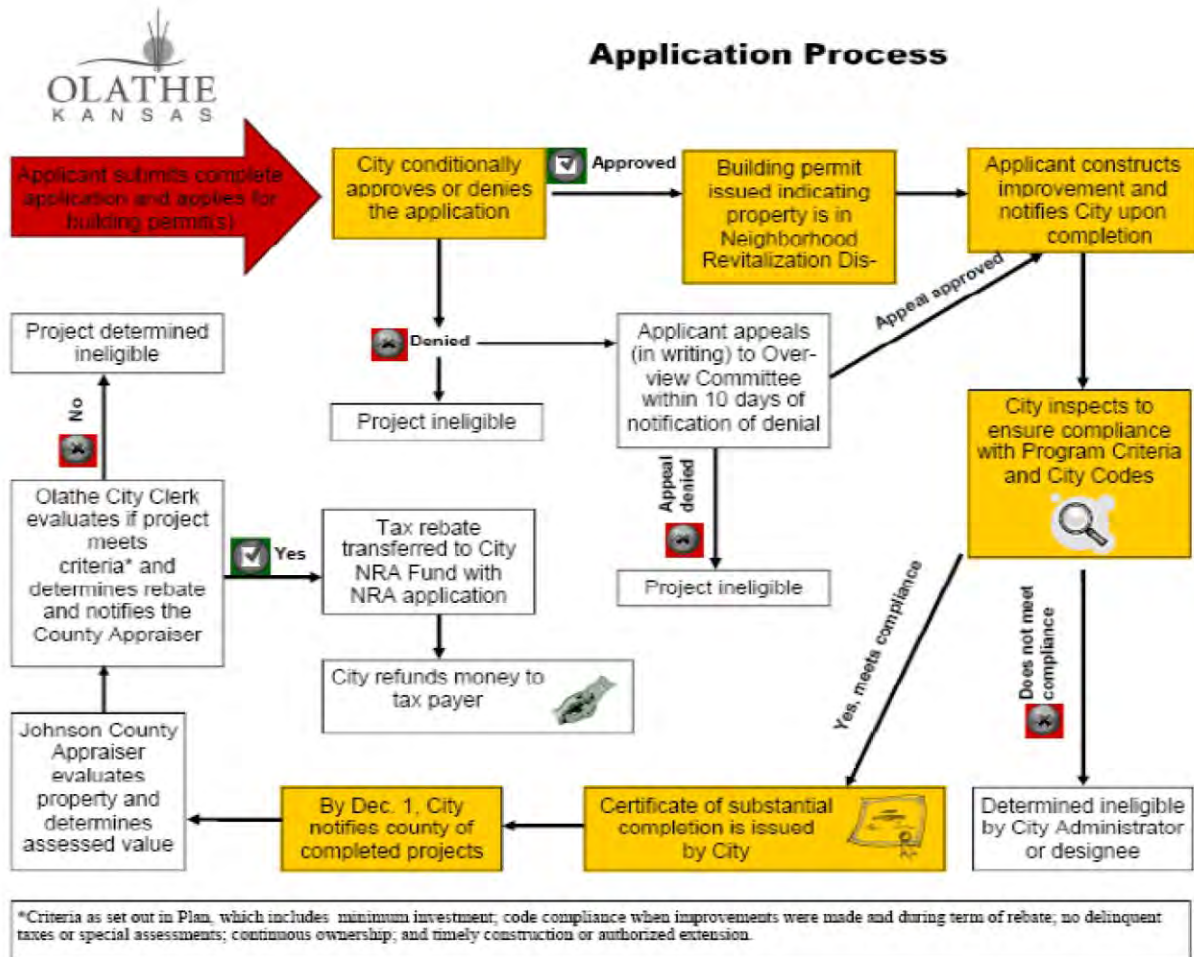 OLATHE
KANSAS
Application Process
Applicant submits complete
application and applies for
building permit(s)
City conditionally
approves or denies
the application
Approved
Building permit
issued indicating
property is in
Neighborhood
Revitalization Dis-
Applicant constructs
improvement and
notifies City upon
completion
Denied
Project ineligible
Applicant appeals
(in writing) to Over-
view Committee
within 10 days of
notification of denial
Appeal approved
Appeal
denied
Project ineligible
City inspects to
ensure compliance
with Program Criteria
and City Codes
Yes, meets compliance
Does not meet
compliance
Determined ineligible
by City Administrator
or designee
Certificate of substantial
completion is issued
by City
By Dec. 1, City
notifies county of
completed projects
Johnson County
Appraiser
evaluates
property and
determines
assessed value
Olathe City Clerk
evaluates if project
meets
criteria* and
determines rebate
and notifies the
County Appraiser
No
Project determined
ineligible
Yes
Tax rebate
transferred to City
NRA Fund with
NRA application
City refunds money to
tax payer
*Criteria as set out in Plan, which includes minimum investment; code compliance when improvements were made and during term of rebate; no delinquent
taxes or special assessments; continuous ownership; and timely construction or authorized extension.